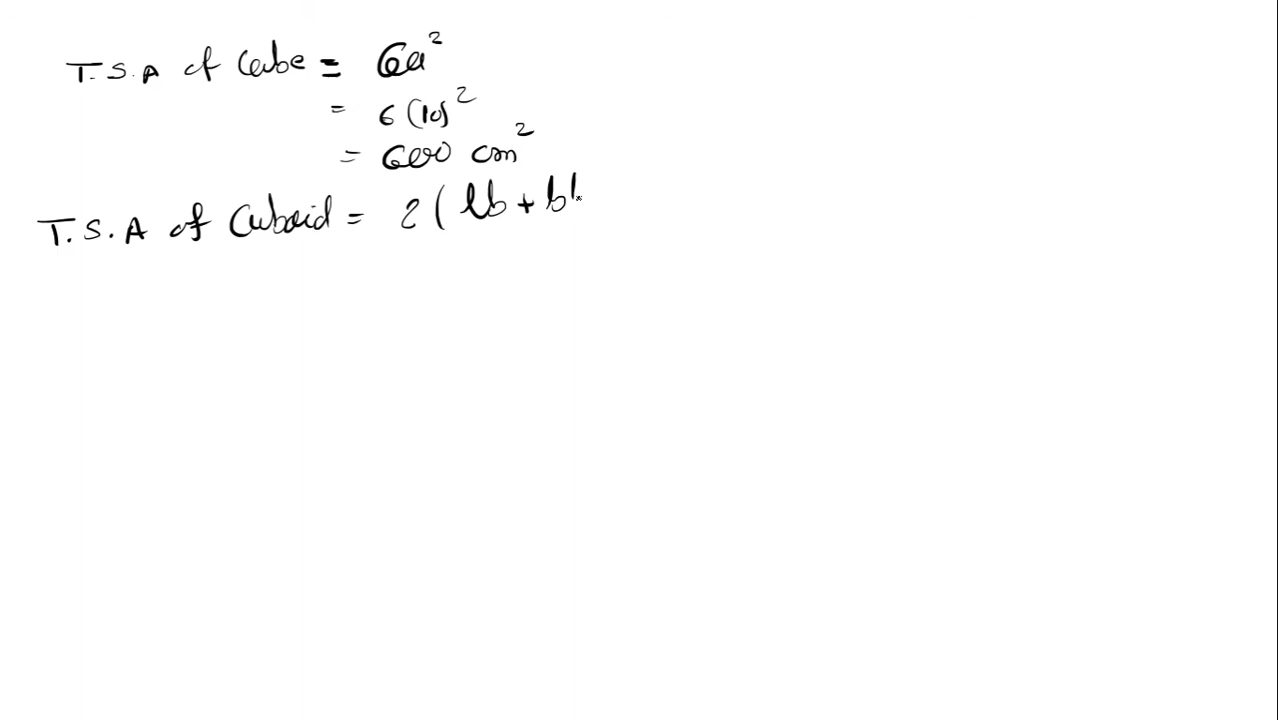 T.S.A of Cube = 6a²
= 6(10)²
= 600 cm²
T.S.A of Cuboid = 2(lb + bh